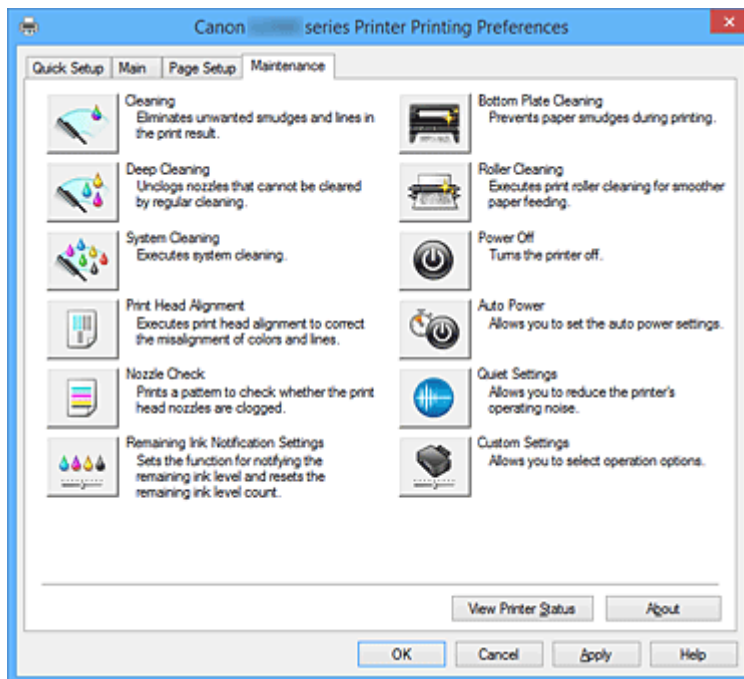 Canon series Printer Printing Preferences
Quick Setup
Main
Page Setup
Maintenance
Cleaning
Eliminates unwanted smudges and lines in
the print result.
Deep Cleaning
Unclogs nozzles that cannot be cleared
by regular cleaning.
System Cleaning
Executes system cleaning.
Print Head Alignment
Executes print head alignment to correct
the misalignment of colors and lines.
Nozzle Check
Prints a pattern to check whether the print
head nozzles are clogged.
Remaining Ink Notification Settings
Sets the function for notifying the
remaining ink level and resets the
remaining ink level count.
Bottom Plate Cleaning
Prevents paper smudges during printing.
Roller Cleaning
Executes print roller cleaning for smoother
paper feeding.
Power Off
Turns the printer off.
Auto Power
Allows you to set the auto power settings.
Quiet Settings
Allows you to reduce the printer's
operating noise.
Custom Settings
Allows you to select operation options.
View Printer Status
About
OK
Cancel
Apply
Help